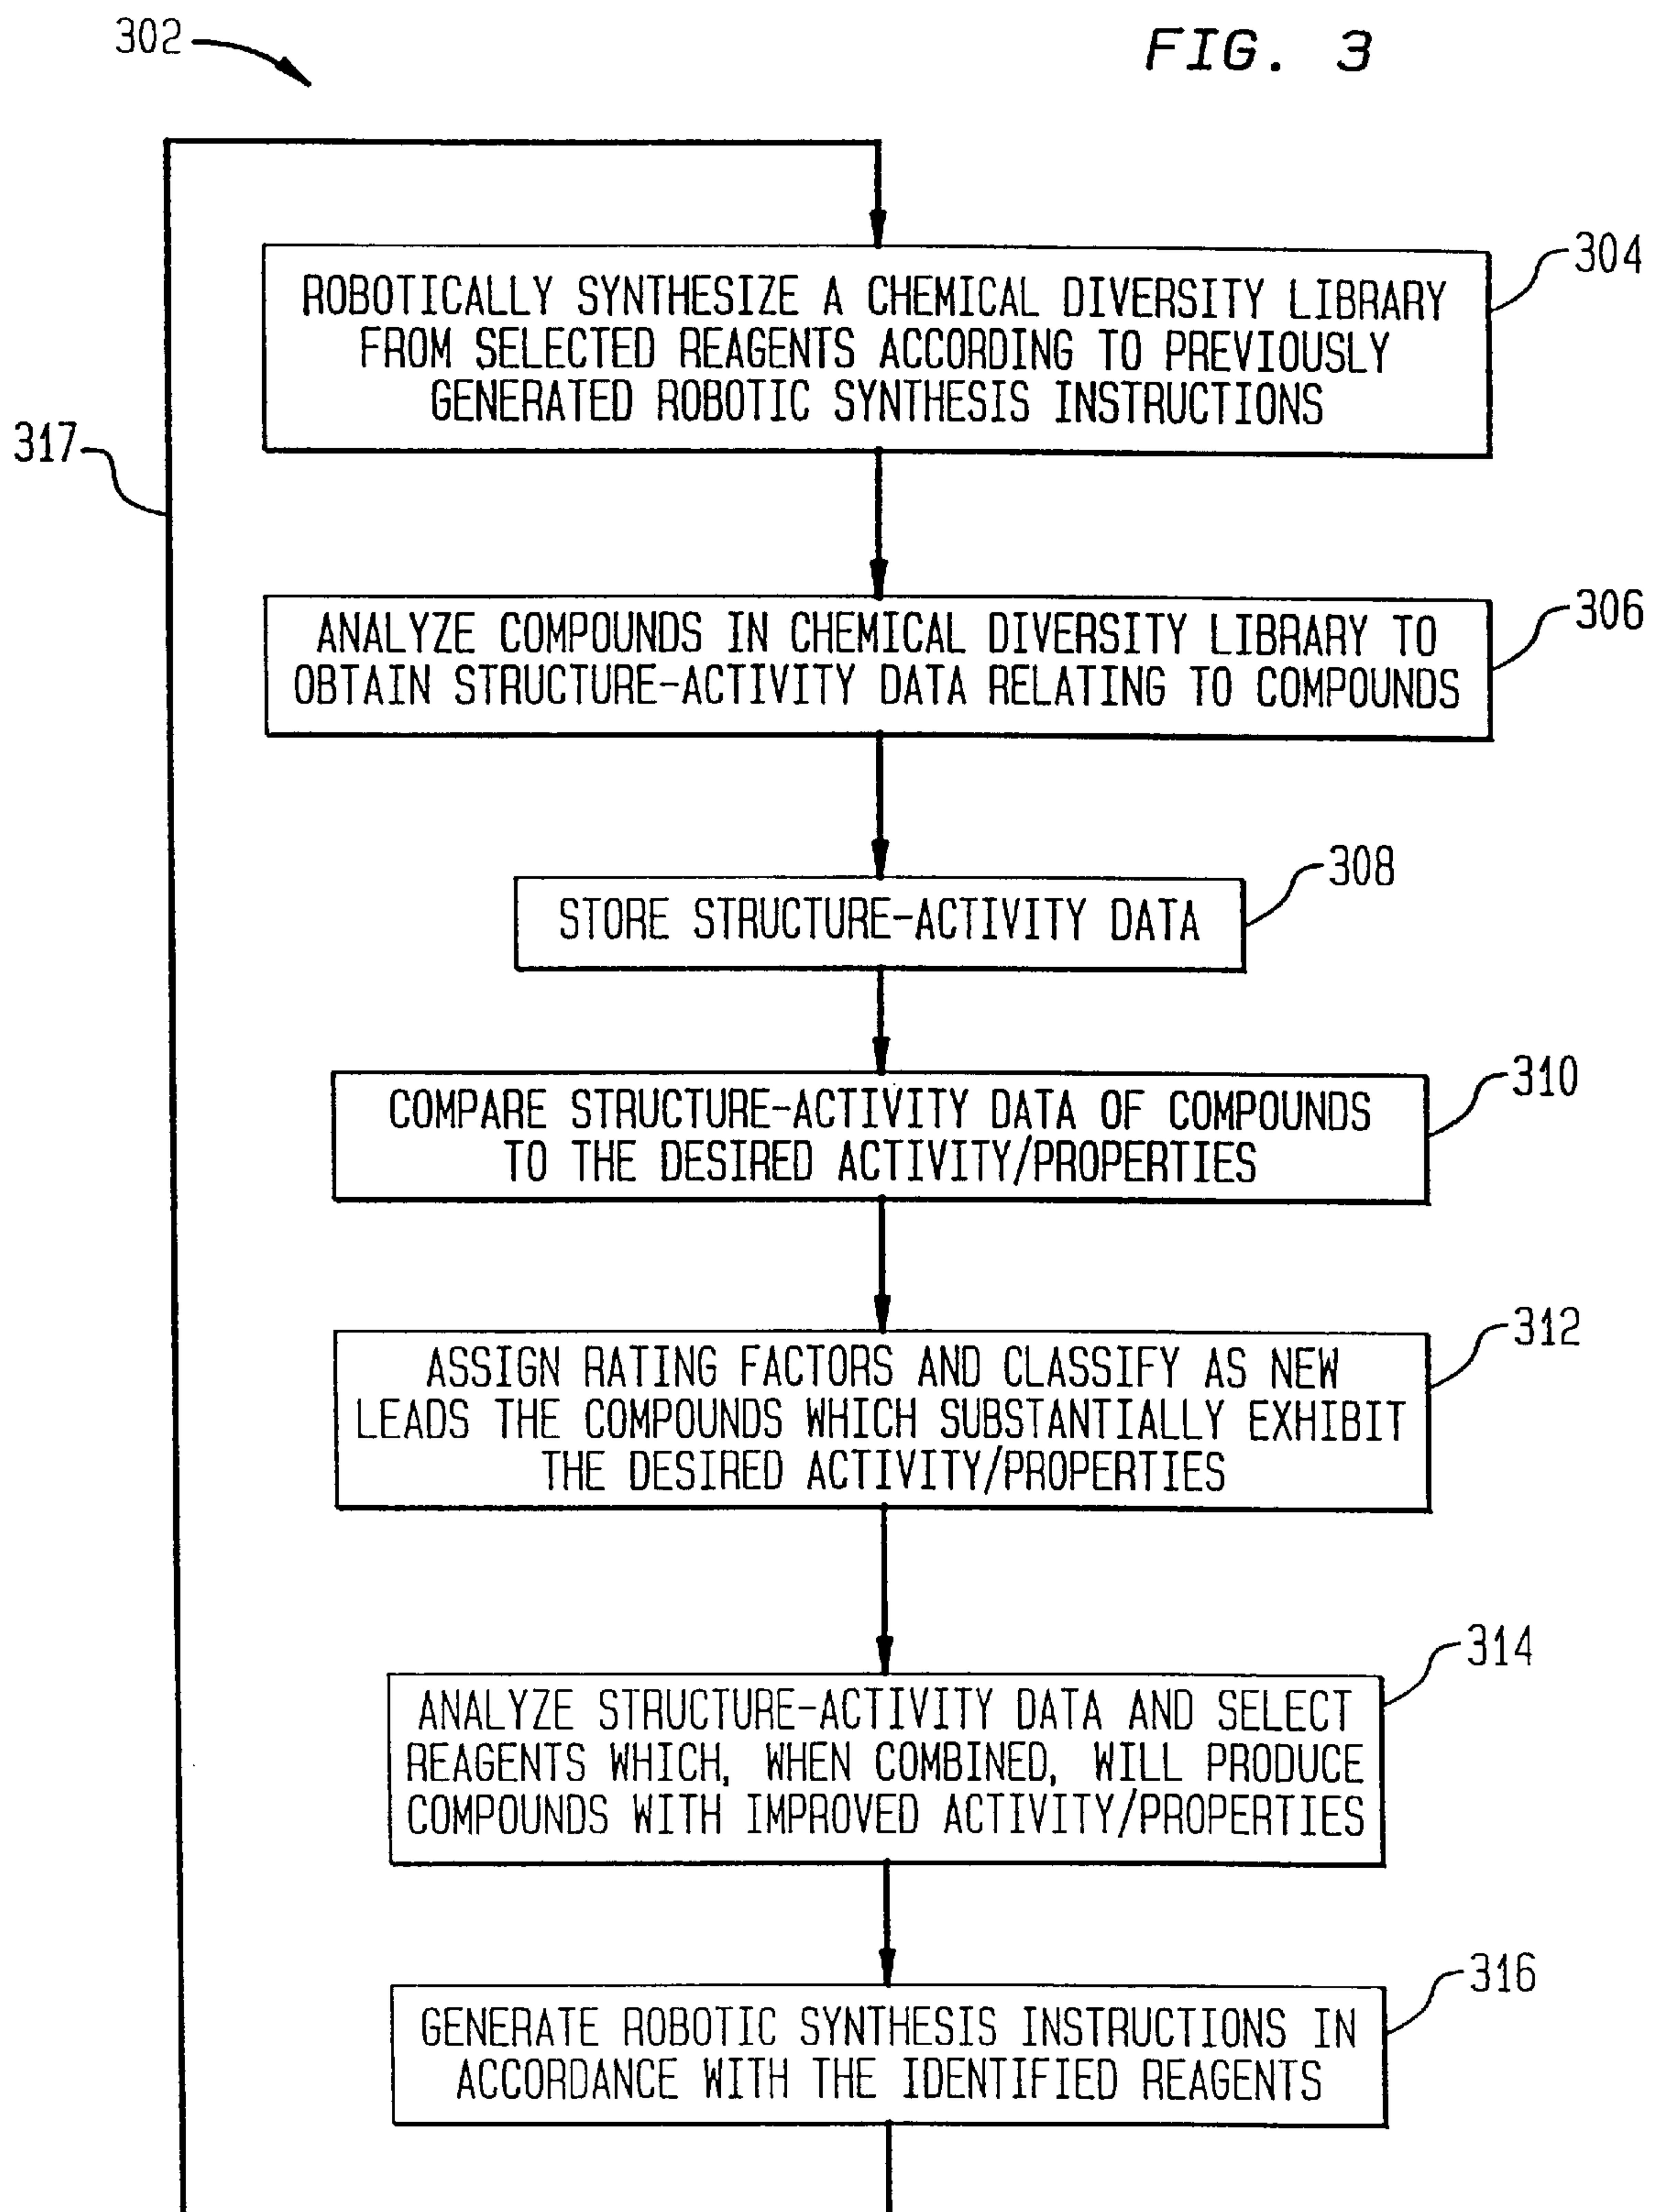 302
FIG. 3
304
ROBOTICALLY SYNTHESIZE A CHEMICAL DIVERSITY LIBRARY
FROM SELECTED REAGENTS ACCORDING TO PREVIOUSLY
GENERATED ROBOTIC SYNTHESIS INSTRUCTIONS
317
306
ANALYZE COMPOUNDS IN CHEMICAL DIVERSITY LIBRARY TO
OBTAIN STRUCTURE-ACTIVITY DATA RELATING TO COMPOUNDS
308
STORE STRUCTURE-ACTIVITY DATA
310
COMPARE STRUCTURE-ACTIVITY DATA OF COMPOUNDS
TO THE DESIRED ACTIVITY/PROPERTIES
312
ASSIGN RATING FACTORS AND CLASSIFY AS NEW
LEADS THE COMPOUNDS WHICH SUBSTANTIALLY EXHIBIT
THE DESIRED ACTIVITY/PROPERTIES
314
ANALYZE STRUCTURE-ACTIVITY DATA AND SELECT
REAGENTS WHICH, WHEN COMBINED, WILL PRODUCE
COMPOUNDS WITH IMPROVED ACTIVITY/PROPERTIES
316
GENERATE ROBOTIC SYNTHESIS INSTRUCTIONS IN
ACCORDANCE WITH THE IDENTIFIED REAGENTS